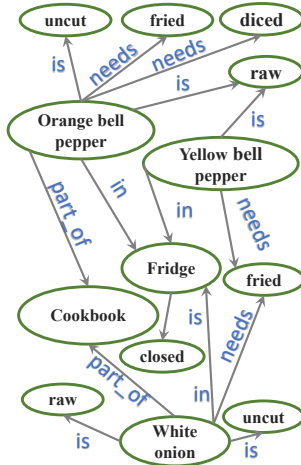 uncut
fried
diced
is
needs
needs
is
raw
Orange bell
pepper
is
Yellow bell
pepper
part_of
in
in
needs
Fridge
fried
Cookbook
is
needs
closed
part_of
in
raw
uncut
is
White
onion
is